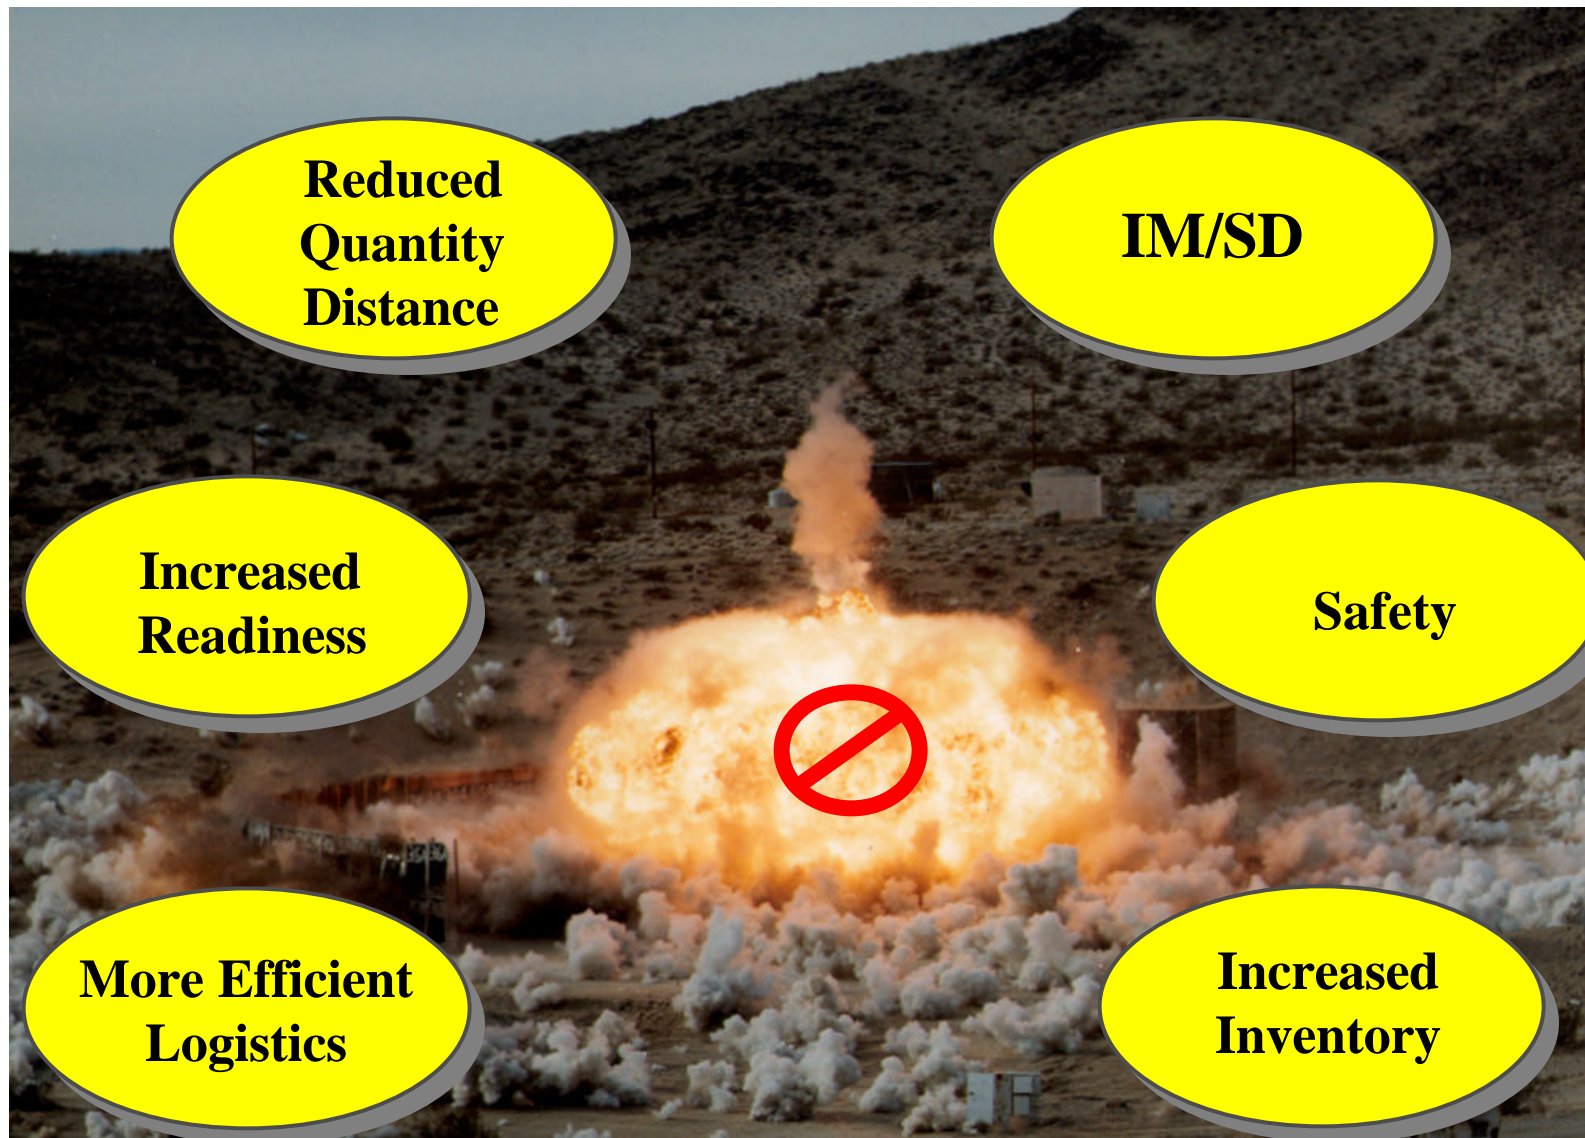 Reduced
Quantity
Distance
IM/SD
Increased
Readiness
Safety
More Efficient
Logistics
Increased
Inventory